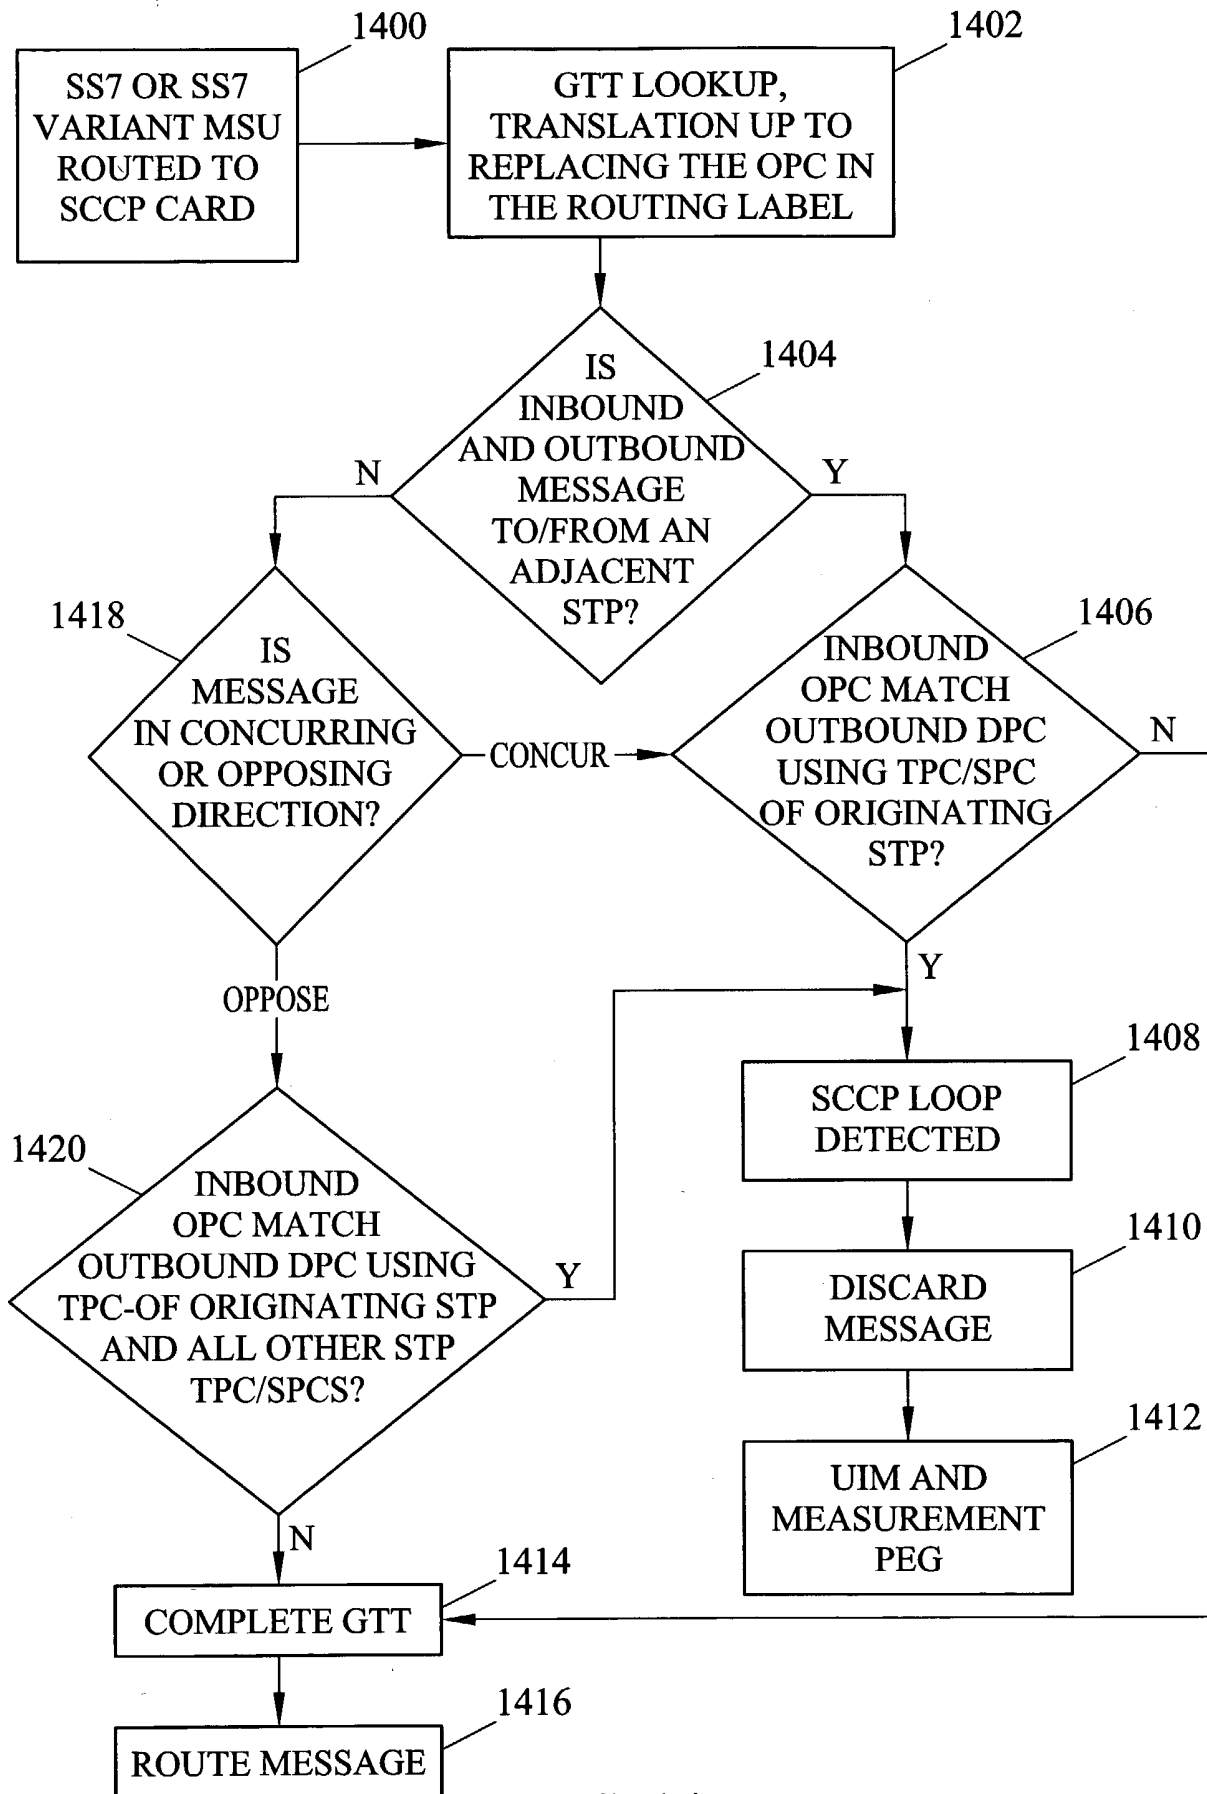 1400
SS7 OR SS7
VARIANT MSU
ROUTED TO
SCCP CARD
1402
GTT LOOKUP,
TRANSLATION UP TO
REPLACING THE OPC IN
THE ROUTING LABEL
1404
IS
INBOUND
AND OUTBOUND
MESSAGE
TO/FROM AN
ADJACENT
STP?
N
Y
1418
IS
MESSAGE
IN CONCURRING
OR OPPOSING
DIRECTION?
CONCUR
OPPOSE
1406
INBOUND
OPC MATCH
OUTBOUND DPC
USING TPC/SPC
OF ORIGINATING
STP?
N
Y
1420
INBOUND
OPC MATCH
OUTBOUND DPC USING
TPC-OF ORIGINATING STP
AND ALL OTHER STP
TPC/SPCS?
Y
N
1408
SCCP LOOP
DETECTED
1410
DISCARD
MESSAGE
1412
UIM AND
MEASUREMENT
PEG
1414
COMPLETE GTT
1416
ROUTE MESSAGE